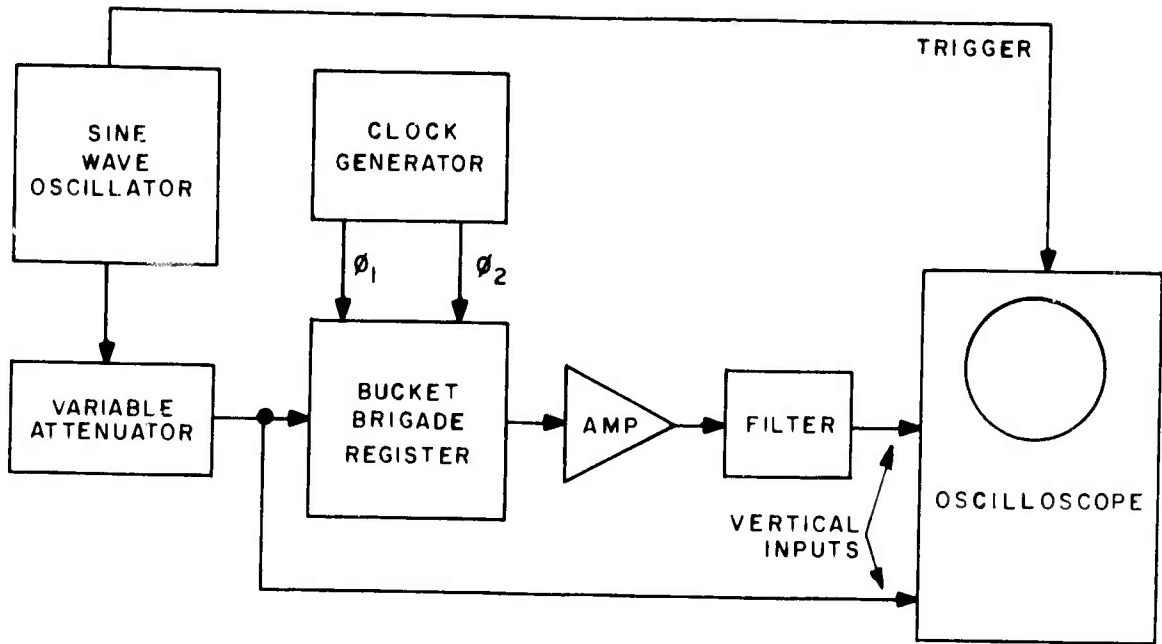 TRIGGER
SINE
WAVE
OSCILLATOR
CLOCK
GENERATOR
ø1
ø2
VARIABLE
ATTENUATOR
BUCKET
BRIGADE
REGISTER
AMP
FILTER
OSCILLOSCOPE
VERTICAL
INPUTS